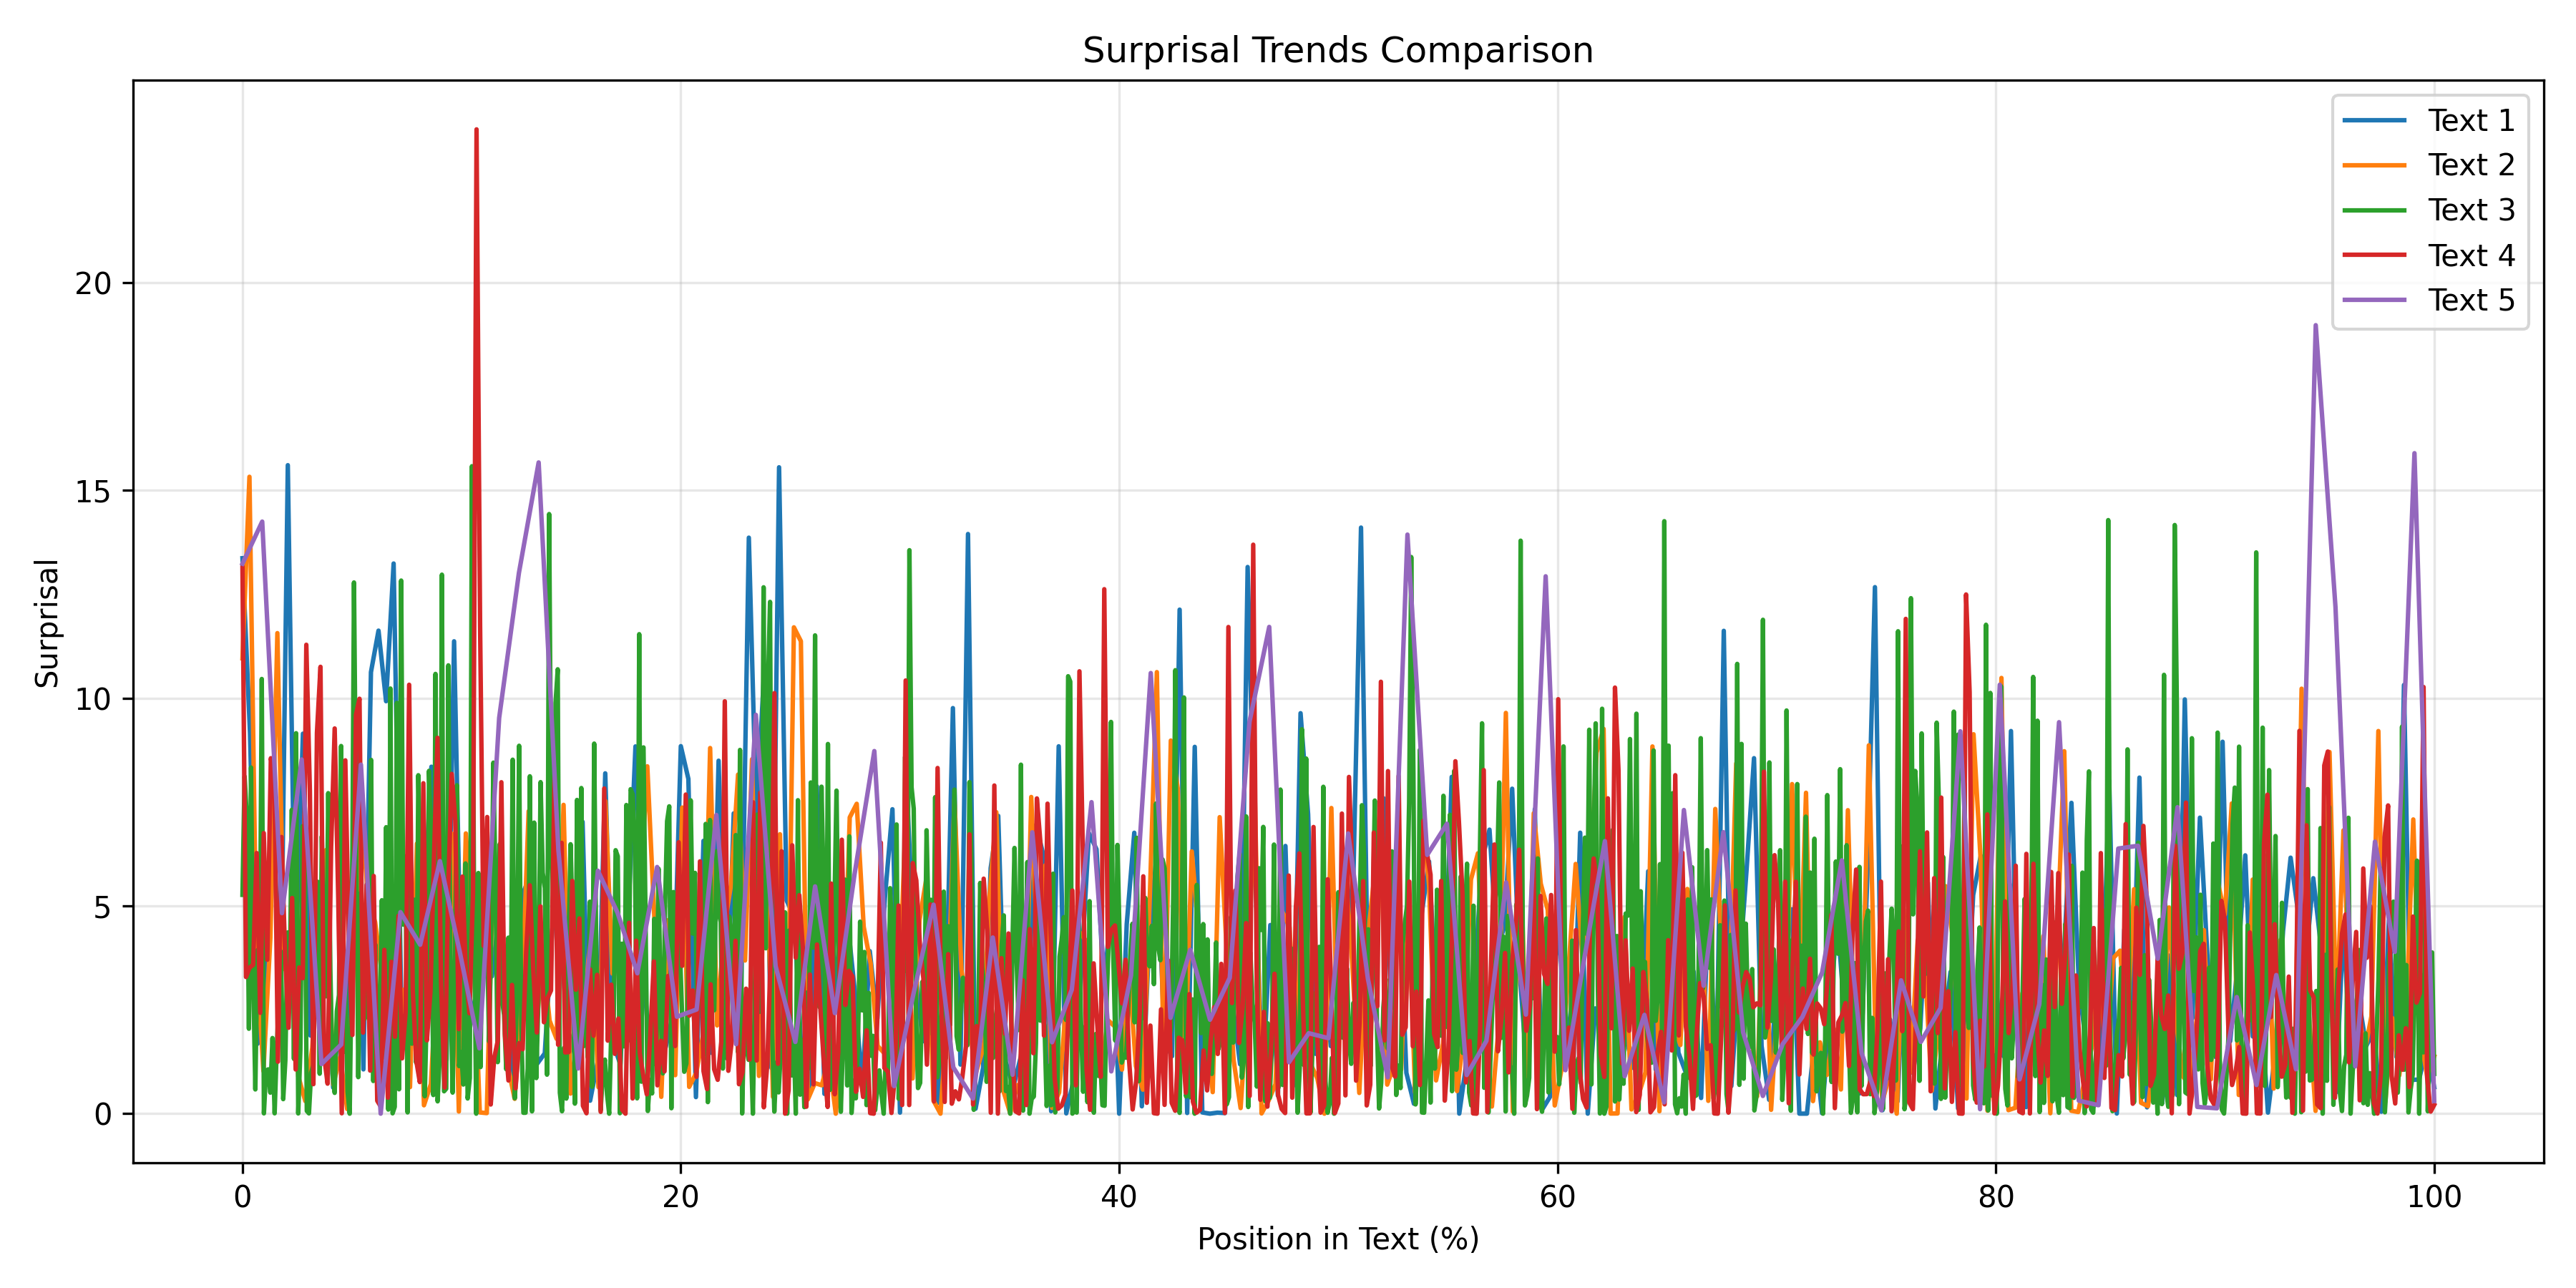 Surprisal Trends Comparison
Text 1
Text 2
Text 3
Text 4
Text 5
Surprisal
20
15
10
5
0
0 20 40 60 80 100
Position in Text (%)